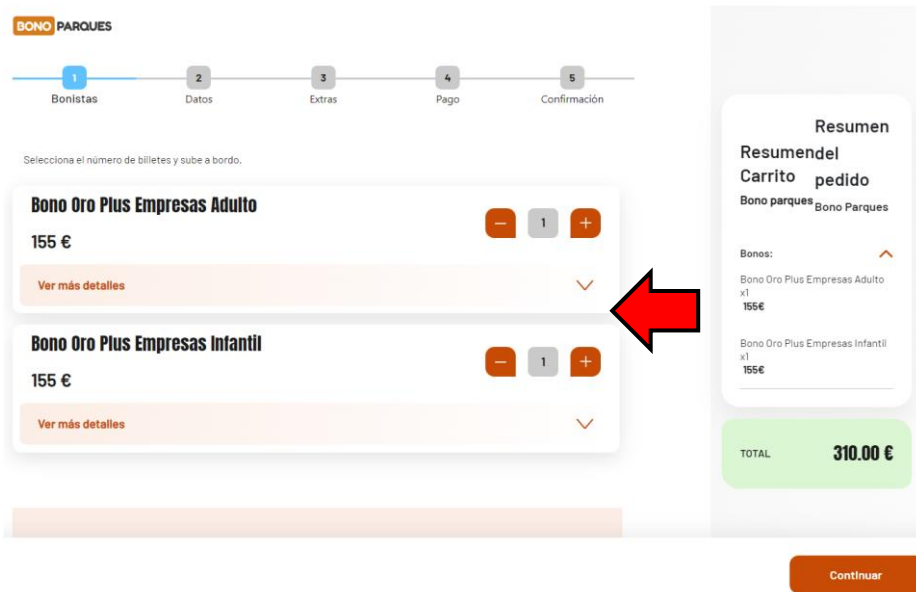 BONO PARQUES
1
2
3
4
5
Bonistas
Datos
Extras
Pago
Confirmación
Selecciona el número de billetes y sube a bordo.
Bono Oro Plus Empresas Adulto
155 €
− 1 +
Ver más detalles
Bono Oro Plus Empresas Infantil
155 €
− 1 +
Ver más detalles
Resumen
Carrito
Bono parques
Resumen
del
pedido
Bono Parques
Bonos:
Bono Oro Plus Empresas Adulto
x1
155€
Bono Oro Plus Empresas Infantil
x1
155€
TOTAL 310.00 €
Continuar